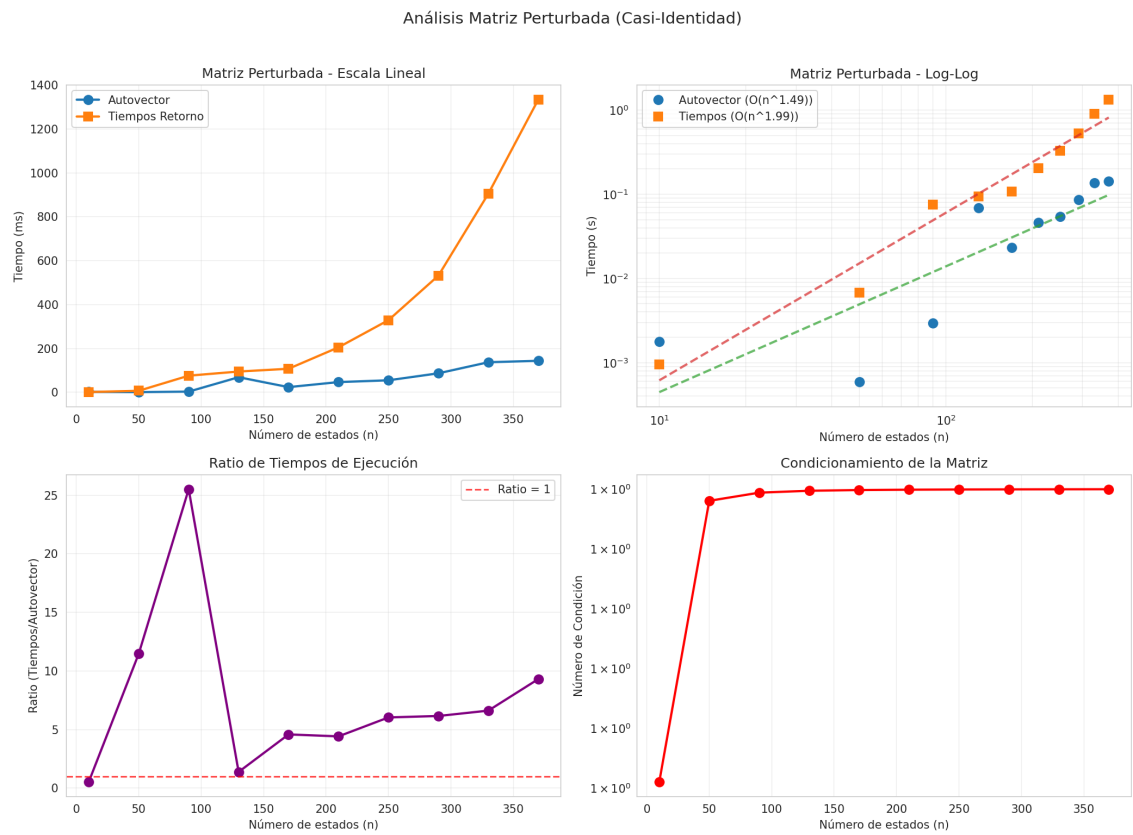 Análisis Matriz Perturbada (Casi-Identidad)
Matriz Perturbada - Escala Lineal
Autovector
Tiempos Retorno
Tiempo (ms)
1400
1200
1000
800
600
400
200
0
0 50 100 150 200 250 300 350
Número de estados (n)
Matriz Perturbada - Log-Log
Autovector (O(n^1.49))
Tiempos (O(n^1.99))
Tiempo (s)
10⁰
10⁻¹
10⁻²
10⁻³
10¹ 10²
Número de estados (n)
Ratio de Tiempos de Ejecución
Ratio = 1
Ratio (Tiempos/Autovector)
25
20
15
10
5
0
0 50 100 150 200 250 300 350
Número de estados (n)
Condicionamiento de la Matriz
Número de Condición
1 × 10⁰
1 × 10⁰
1 × 10⁰
1 × 10⁰
1 × 10⁰
1 × 10⁰
0 50 100 150 200 250 300 350
Número de estados (n)